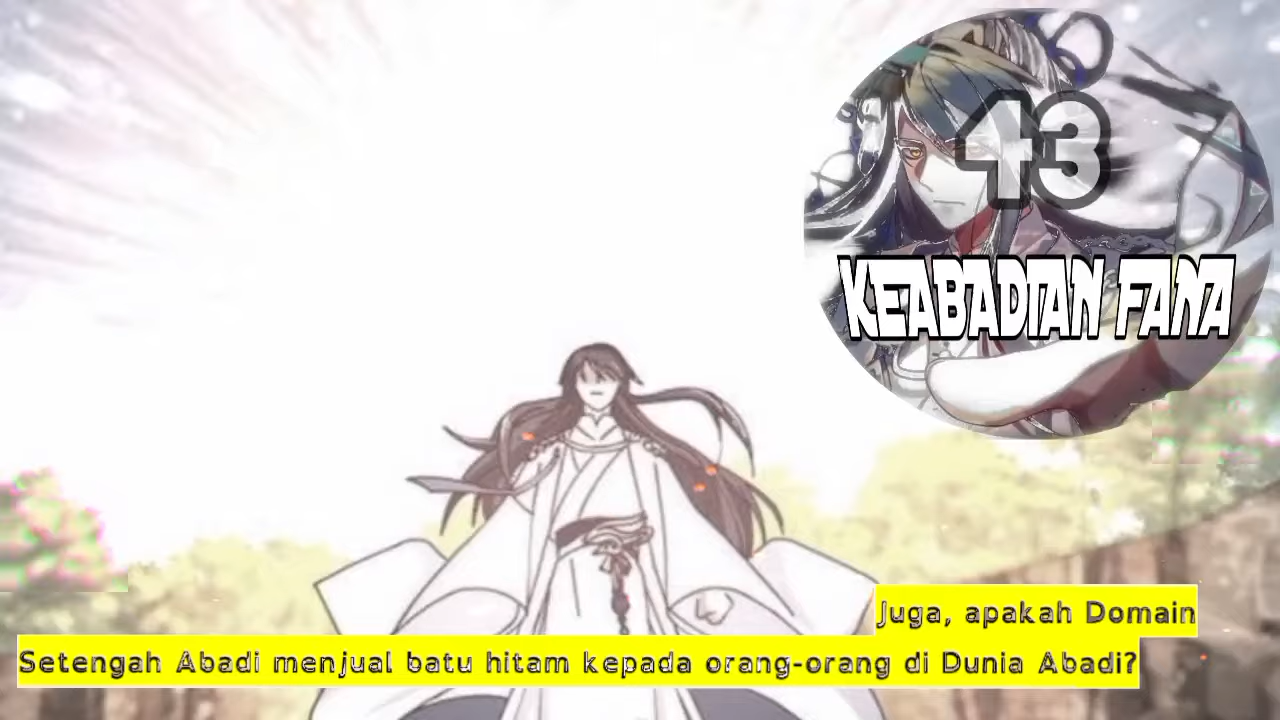 43
KEABADIAN FANA
Juga, apakah Domain
Setengah Abadi menjual batu hitam kepada orang-orang di Dunia Abadi?